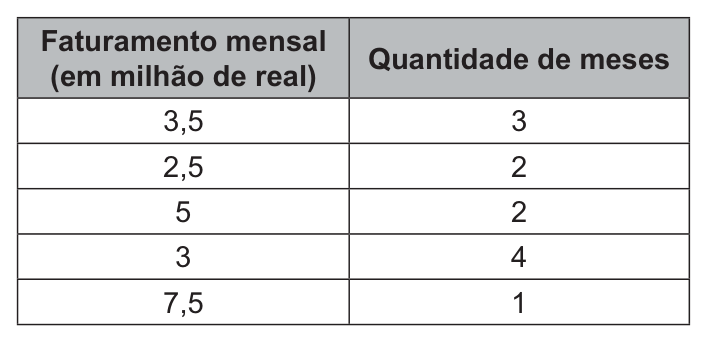 Faturamento mensal
(em milhão de real)
Quantidade de meses
3,5 3
2,5 2
5 2
3 4
7,5 1